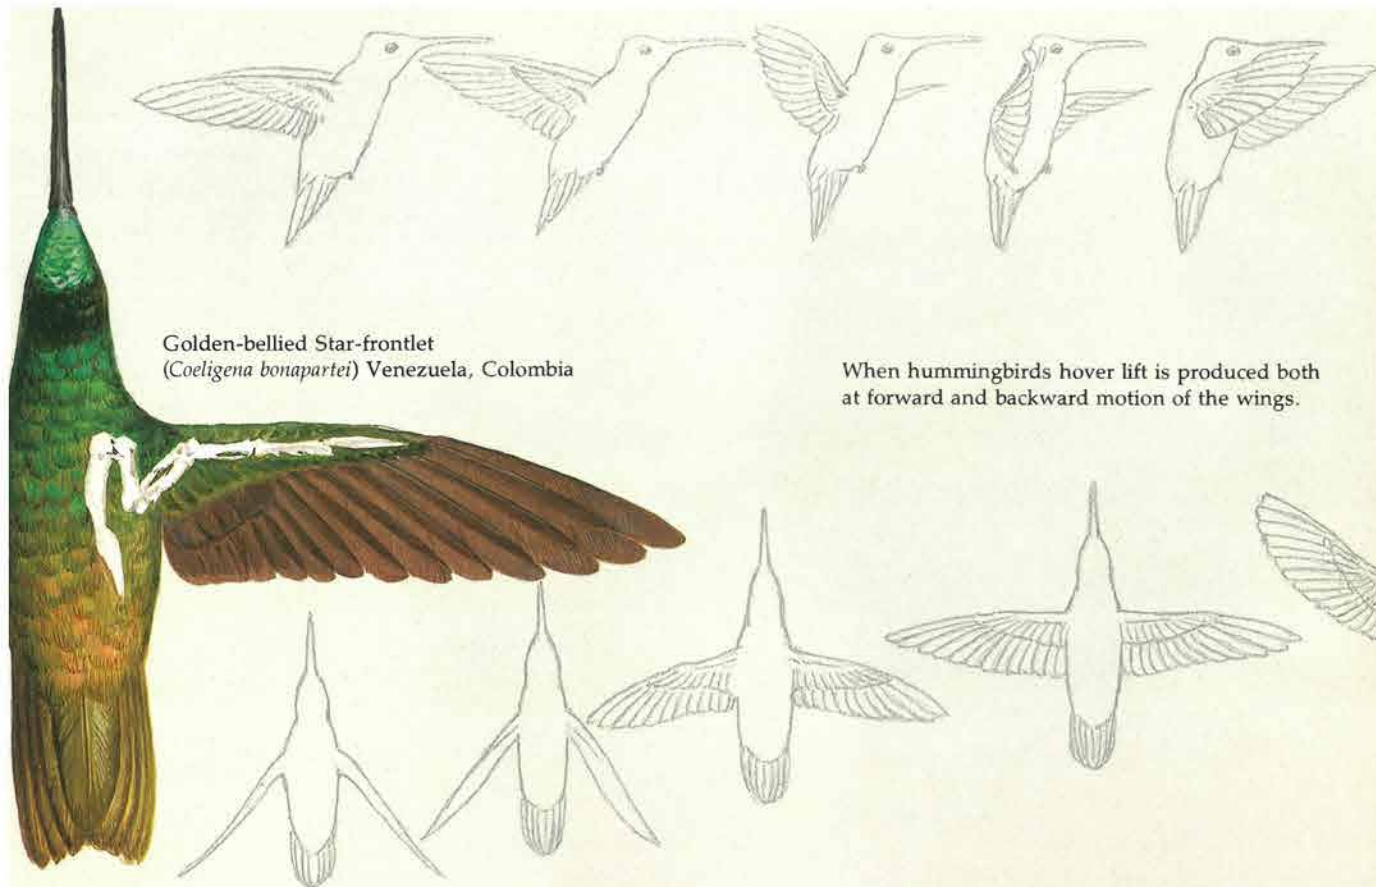 Golden-bellied Star-frontlet
(Coeligena bonapartei) Venezuela, Colombia
When hummingbirds hover lift is produced both
at forward and backward motion of the wings.